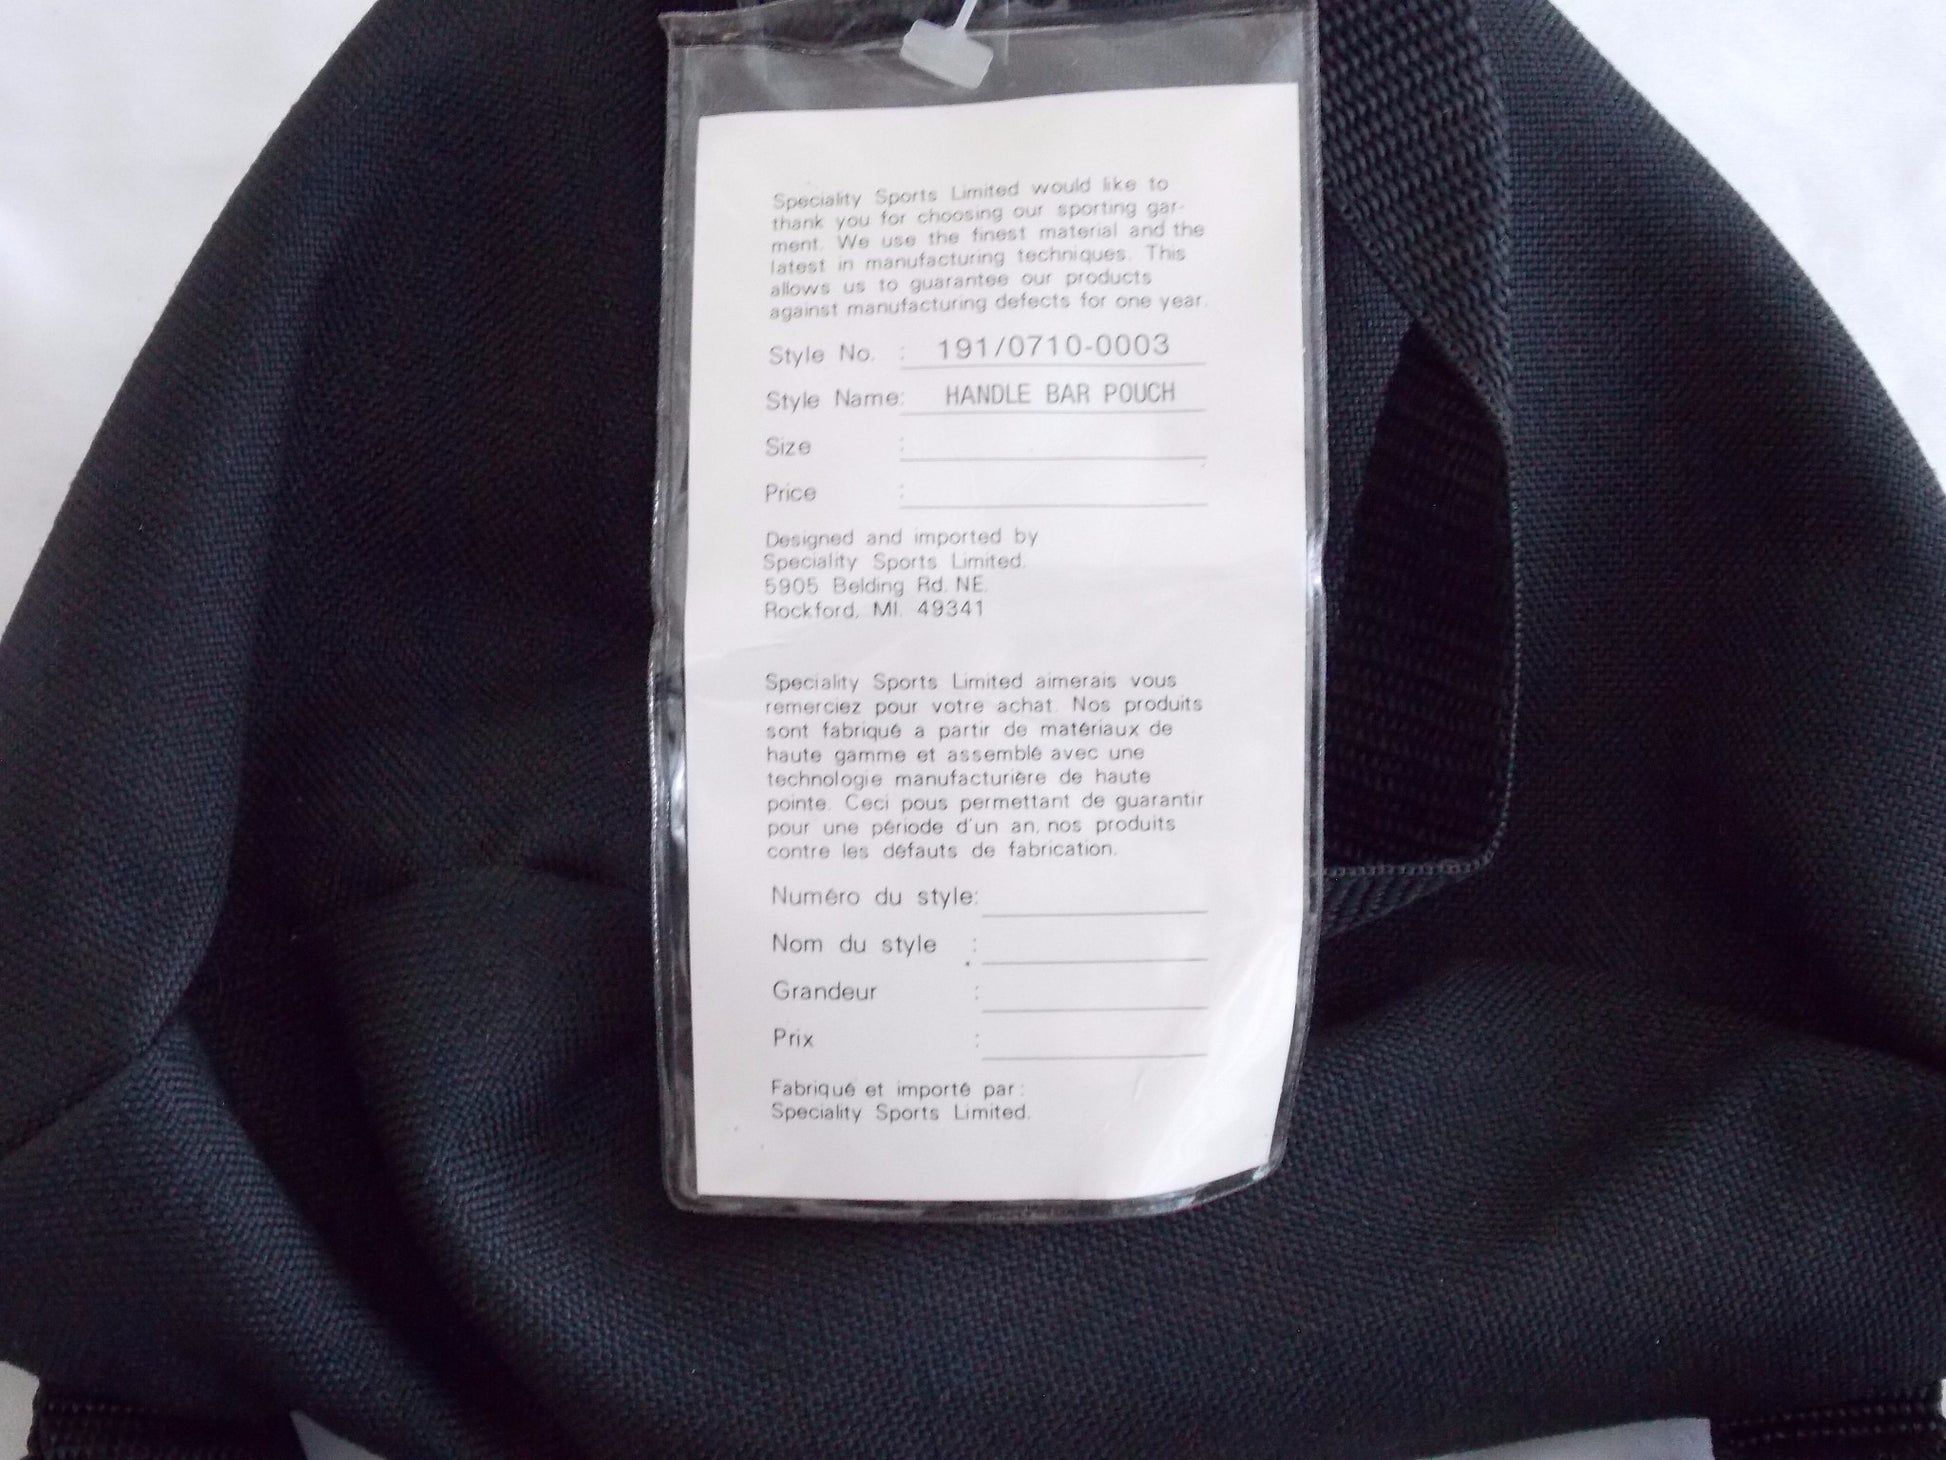 Speciality Sports Limited would like to
thank you for choosing our sporting gar-
ment. We use the finest material and the
latest in manufacturing techniques. This
allows us to guarantee our products
against manufacturing defects for one year.
Style No. : 191/0710-0003
Style Name: HANDLE BAR POUCH
Size :
Price :
Designed and imported by
Speciality Sports Limited.
5905 Belding Rd. NE.
Rockford, MI. 49341
Speciality Sports Limited aimerais vous
remerciez pour votre achat. Nos produits
sont fabriqué a partir de matériaux de
haute gamme et assemblé avec une
technologie manufacturière de haute
pointe. Ceci pous permettant de guarantir
pour une période d'un an, nos produits
contre les défauts de fabrication.
Numéro du style:
Nom du style :
Grandeur :
Prix :
Fabriqué et importé par:
Speciality Sports Limited.